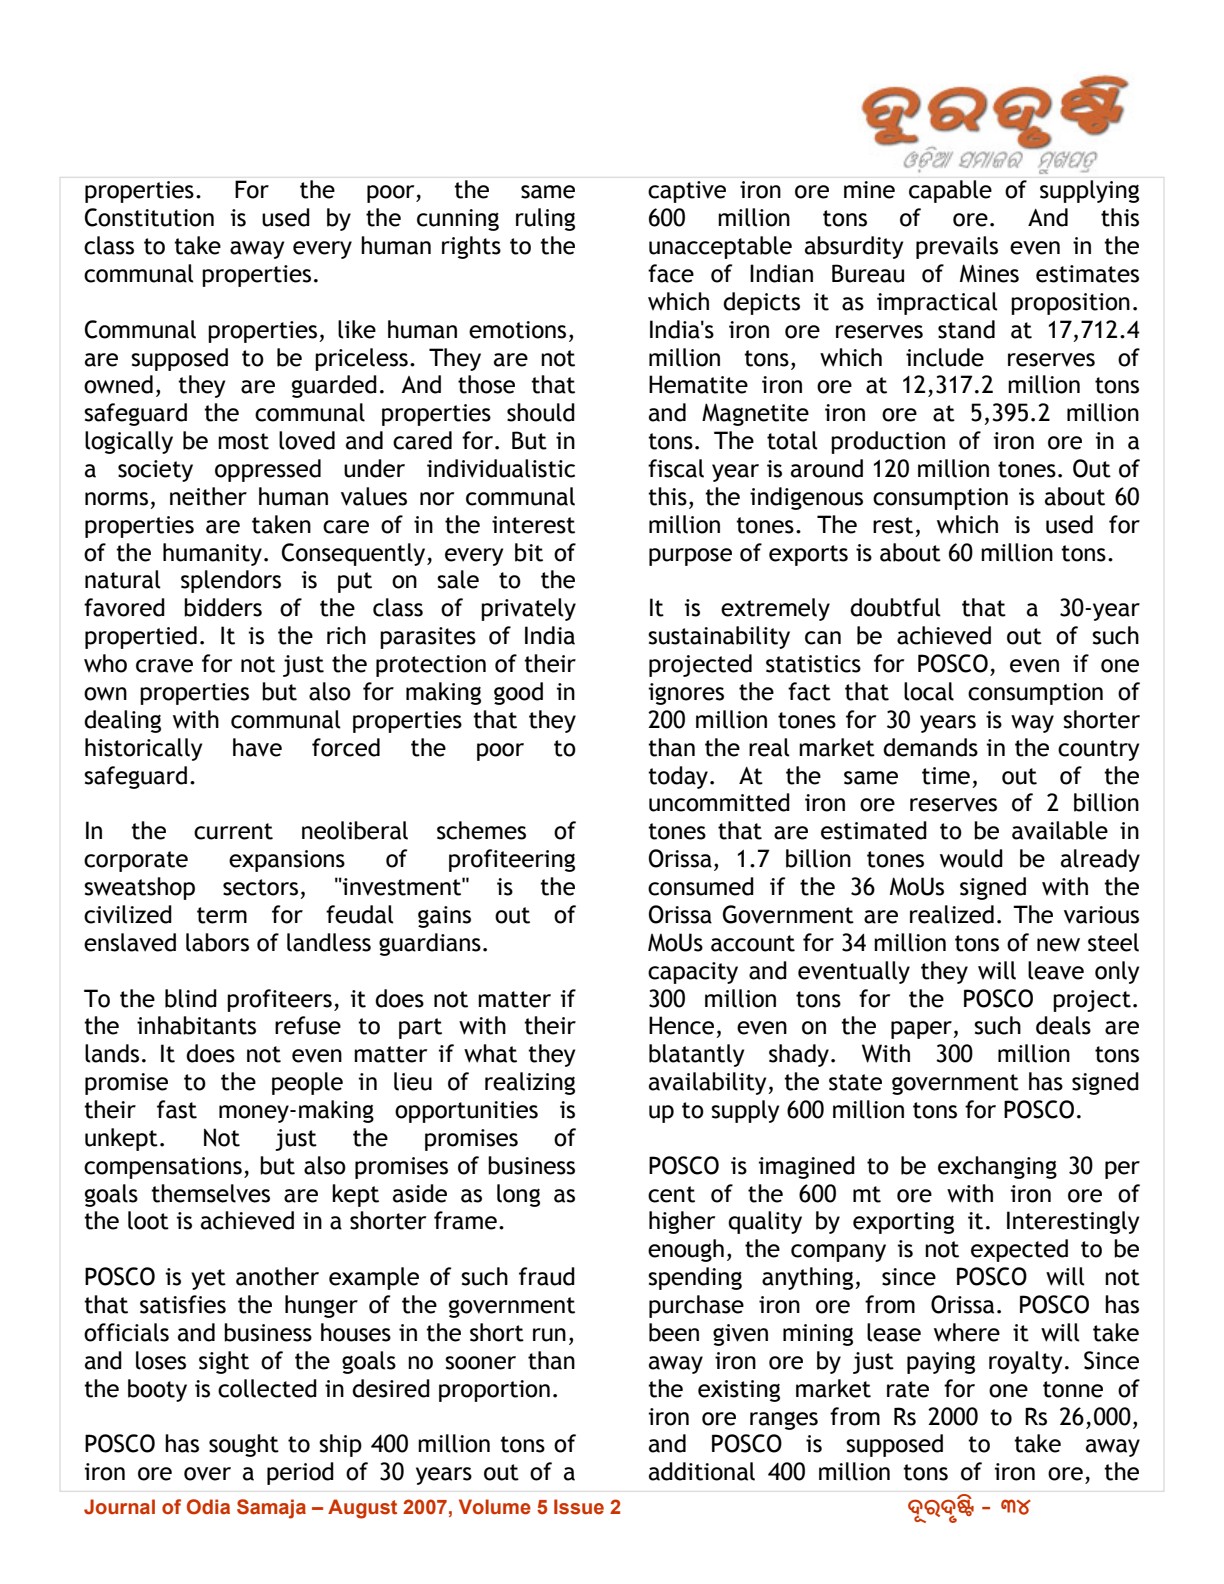 ଦୂରଦୃଷ୍ଟି
ଓଡ଼ିଆ ସମାଜର ମୁଖପତ୍ର
properties. For the poor, the same
Constitution is used by the cunning ruling
class to take away every human rights to the
communal properties.
Communal properties, like human emotions,
are supposed to be priceless. They are not
owned, they are guarded. And those that
safeguard the communal properties should
logically be most loved and cared for. But in
a society oppressed under individualistic
norms, neither human values nor communal
properties are taken care of in the interest
of the humanity. Consequently, every bit of
natural splendors is put on sale to the
favored bidders of the class of privately
propertied. It is the rich parasites of India
who crave for not just the protection of their
own properties but also for making good in
dealing with communal properties that they
historically have forced the poor to
safeguard.
In the current neoliberal schemes of
corporate expansions of profiteering
sweatshop sectors, "investment" is the
civilized term for feudal gains out of
enslaved labors of landless guardians.
To the blind profiteers, it does not matter if
the inhabitants refuse to part with their
lands. It does not even matter if what they
promise to the people in lieu of realizing
their fast money-making opportunities is
unkept. Not just the promises of
compensations, but also promises of business
goals themselves are kept aside as long as
the loot is achieved in a shorter frame.
POSCO is yet another example of such fraud
that satisfies the hunger of the government
officials and business houses in the short run,
and loses sight of the goals no sooner than
the booty is collected in desired proportion.
POSCO has sought to ship 400 million tons of
iron ore over a period of 30 years out of a
captive iron ore mine capable of supplying
600 million tons of ore. And this
unacceptable absurdity prevails even in the
face of Indian Bureau of Mines estimates
which depicts it as impractical proposition.
India's iron ore reserves stand at 17,712.4
million tons, which include reserves of
Hematite iron ore at 12,317.2 million tons
and Magnetite iron ore at 5,395.2 million
tons. The total production of iron ore in a
fiscal year is around 120 million tones. Out of
this, the indigenous consumption is about 60
million tones. The rest, which is used for
purpose of exports is about 60 million tons.
It is extremely doubtful that a 30-year
sustainability can be achieved out of such
projected statistics for POSCO, even if one
ignores the fact that local consumption of
200 million tones for 30 years is way shorter
than the real market demands in the country
today. At the same time, out of the
uncommitted iron ore reserves of 2 billion
tones that are estimated to be available in
Orissa, 1.7 billion tones would be already
consumed if the 36 MoUs signed with the
Orissa Government are realized. The various
MoUs account for 34 million tons of new steel
capacity and eventually they will leave only
300 million tons for the POSCO project.
Hence, even on the paper, such deals are
blatantly shady. With 300 million tons
availability, the state government has signed
up to supply 600 million tons for POSCO.
POSCO is imagined to be exchanging 30 per
cent of the 600 mt ore with iron ore of
higher quality by exporting it. Interestingly
enough, the company is not expected to be
spending anything, since POSCO will not
purchase iron ore from Orissa. POSCO has
been given mining lease where it will take
away iron ore by just paying royalty. Since
the existing market rate for one tonne of
iron ore ranges from Rs 2000 to Rs 26,000,
and POSCO is supposed to take away
additional 400 million tons of iron ore, the
Journal of Odia Samaja – August 2007, Volume 5 Issue 2
ଦୂରଦୃଷ୍ଟି - ୩୪